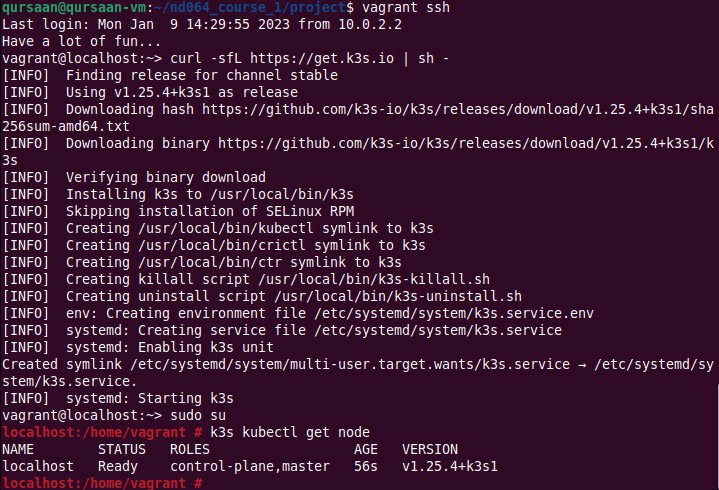 qursaan@qursaan-vm:~/nd064_course_1/project$ vagrant ssh
Last login: Mon Jan  9 14:29:55 2023 from 10.0.2.2
Have a lot of fun...
vagrant@localhost:~> curl -sfL https://get.k3s.io | sh -
[INFO]  Finding release for channel stable
[INFO]  Using v1.25.4+k3s1 as release
[INFO]  Downloading hash https://github.com/k3s-io/k3s/releases/download/v1.25.4+k3s1/sha
256sum-amd64.txt
[INFO]  Downloading binary https://github.com/k3s-io/k3s/releases/download/v1.25.4+k3s1/k
3s
[INFO]  Verifying binary download
[INFO]  Installing k3s to /usr/local/bin/k3s
[INFO]  Skipping installation of SELinux RPM
[INFO]  Creating /usr/local/bin/kubectl symlink to k3s
[INFO]  Creating /usr/local/bin/crictl symlink to k3s
[INFO]  Creating /usr/local/bin/ctr symlink to k3s
[INFO]  Creating killall script /usr/local/bin/k3s-killall.sh
[INFO]  Creating uninstall script /usr/local/bin/k3s-uninstall.sh
[INFO]  env: Creating environment file /etc/systemd/system/k3s.service.env
[INFO]  systemd: Creating service file /etc/systemd/system/k3s.service
[INFO]  systemd: Enabling k3s unit
Created symlink /etc/systemd/system/multi-user.target.wants/k3s.service → /etc/systemd/sy
stem/k3s.service.
[INFO]  systemd: Starting k3s
vagrant@localhost:~> sudo su
localhost:/home/vagrant # k3s kubectl get node
NAME        STATUS   ROLES                  AGE   VERSION
localhost   Ready    control-plane,master   56s   v1.25.4+k3s1
localhost:/home/vagrant #